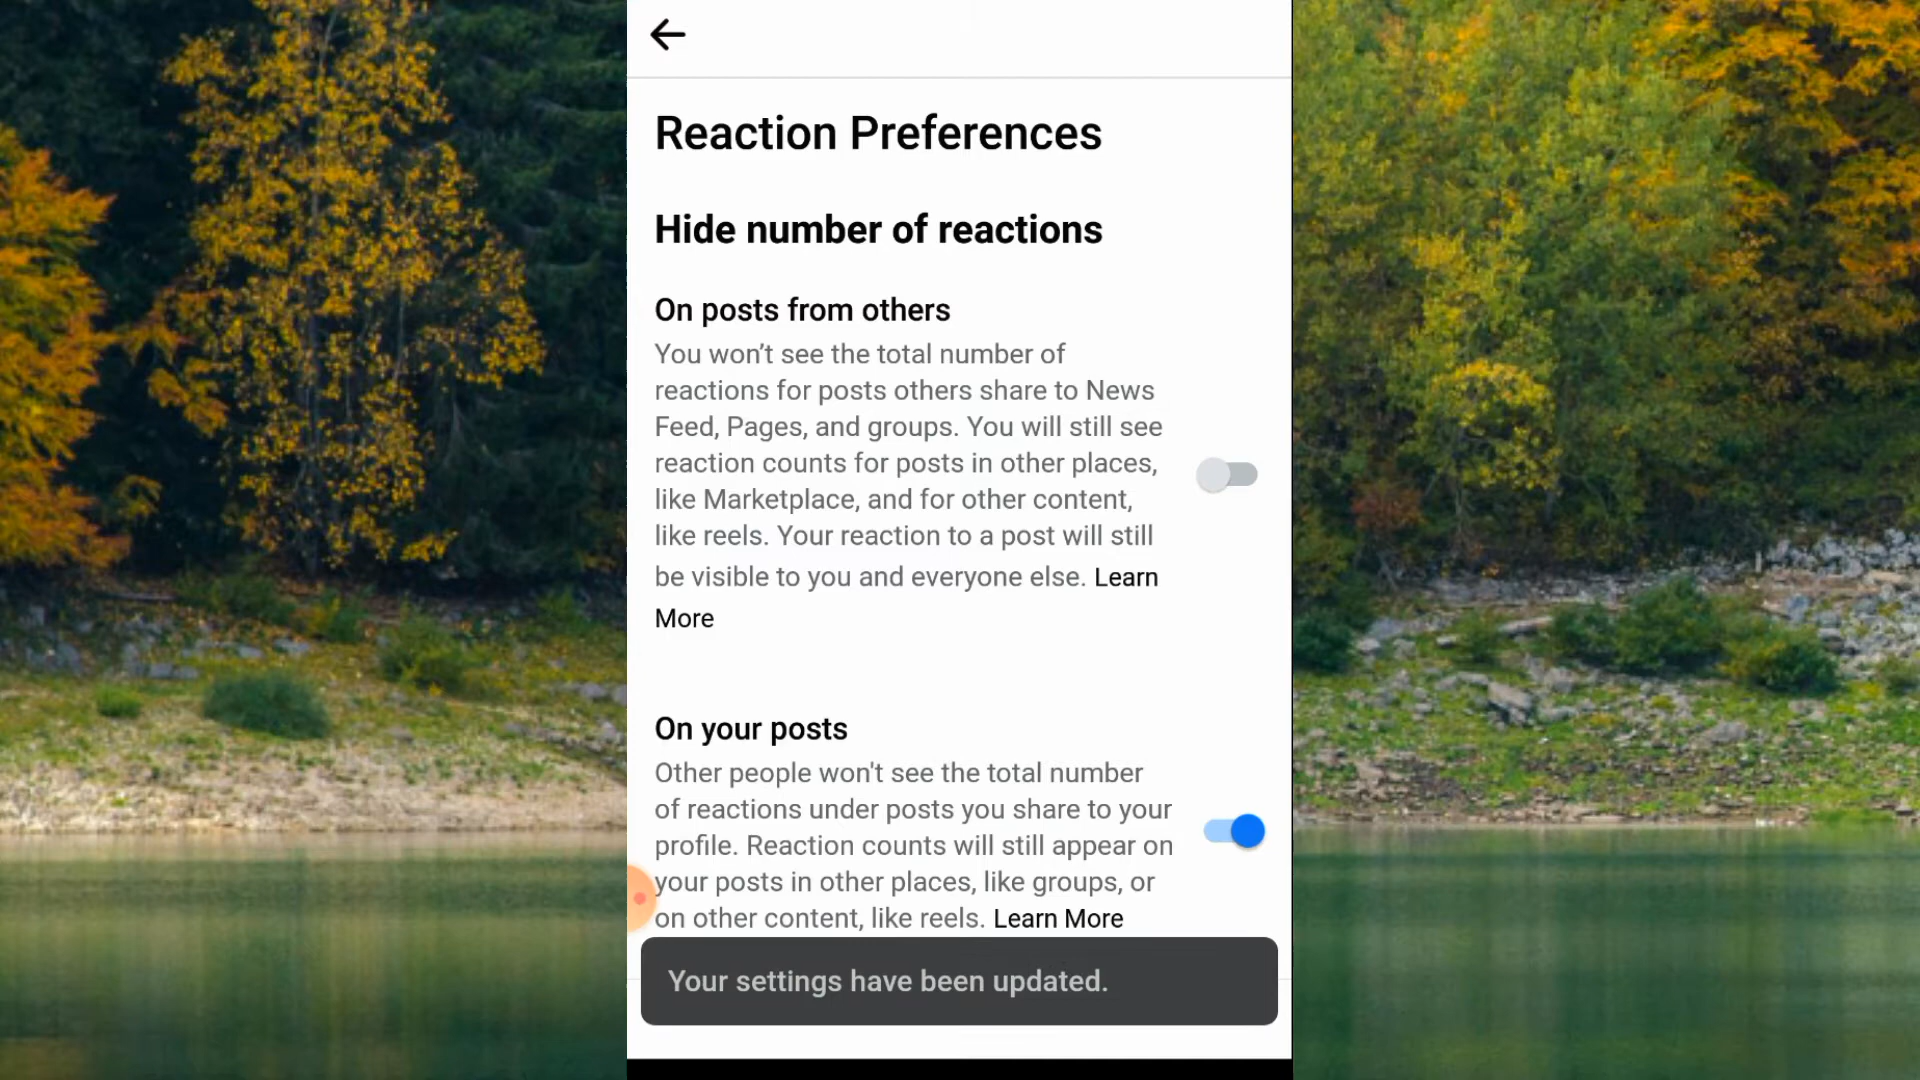 Reaction Preferences
Hide number of reactions
On posts from others
You won’t see the total number of
reactions for posts others share to News
Feed, Pages, and groups. You will still see
reaction counts for posts in other places,
like Marketplace, and for other content,
like reels. Your reaction to a post will still
be visible to you and everyone else. Learn
More
On your posts
Other people won't see the total number
of reactions under posts you share to your
profile. Reaction counts will still appear on
your posts in other places, like groups, or
on other content, like reels. Learn More
Your settings have been updated.